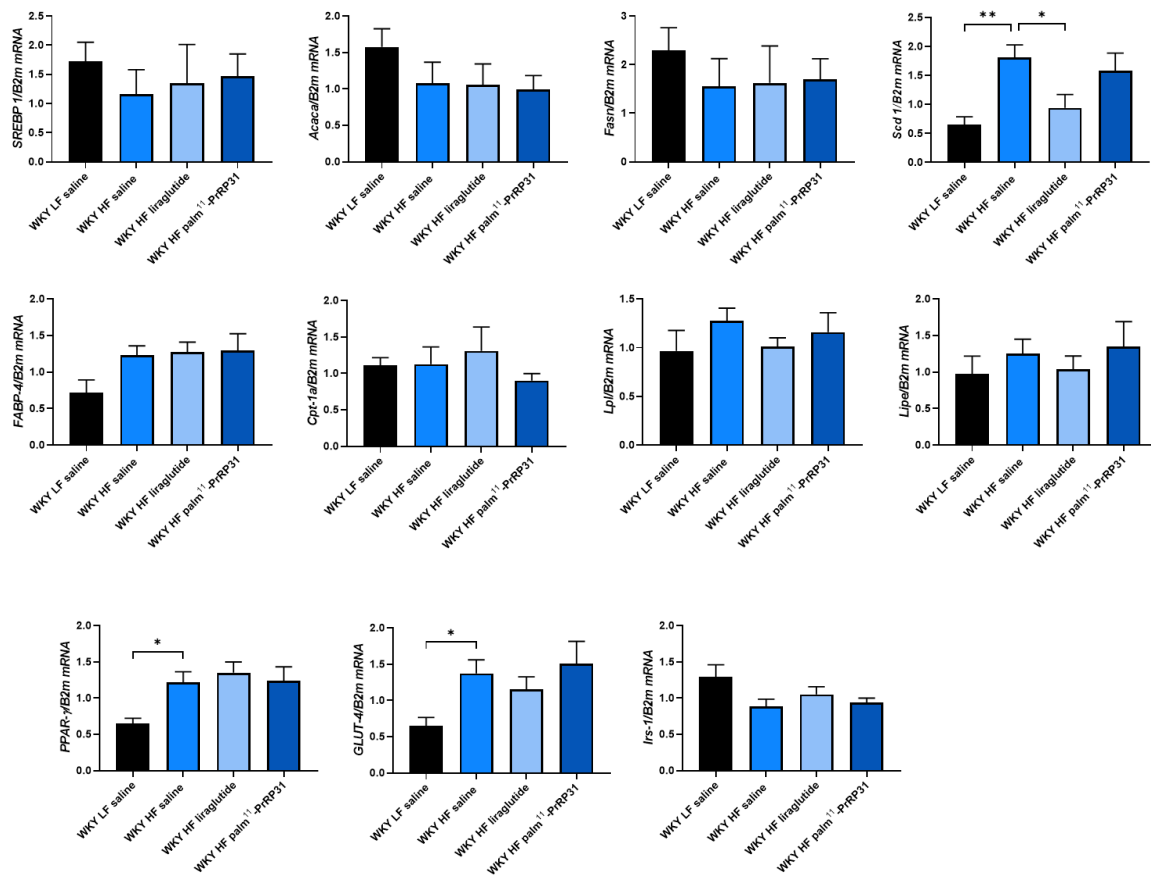 SREBP 1/B2m mRNA
2.5
2.0
1.5
1.0
0.5
0.0
WKY LF saline
WKY HF saline
WKY HF liraglutide
WKY HF palm¹¹-PrRP31
Acaca/B2m mRNA
2.0
1.5
1.0
0.5
0.0
WKY LF saline
WKY HF saline
WKY HF liraglutide
WKY HF palm¹¹-PrRP31
Fasn/B2m mRNA
3
2
1
0
WKY LF saline
WKY HF saline
WKY HF liraglutide
WKY HF palm¹¹-PrRP31
Scd 1/B2m mRNA
2.5
2.0
1.5
1.0
0.5
0.0
**
*
WKY LF saline
WKY HF saline
WKY HF liraglutide
WKY HF palm¹¹-PrRP31
FABP-4/B2m mRNA
2.0
1.5
1.0
0.5
0.0
WKY LF saline
WKY HF saline
WKY HF liraglutide
WKY HF palm¹¹-PrRP31
Cpt-1a/B2m mRNA
2.0
1.5
1.0
0.5
0.0
WKY LF saline
WKY HF saline
WKY HF liraglutide
WKY HF palm¹¹-PrRP31
Lpl/B2m mRNA
1.5
1.0
0.5
0.0
WKY LF saline
WKY HF saline
WKY HF liraglutide
WKY HF palm¹¹-PrRP31
Lipe/B2m mRNA
2.0
1.5
1.0
0.5
0.0
WKY LF saline
WKY HF saline
WKY HF liraglutide
WKY HF palm¹¹-PrRP31
PPAR-γ/B2m mRNA
2.0
1.5
1.0
0.5
0.0
*
WKY LF saline
WKY HF saline
WKY HF liraglutide
WKY HF palm¹¹-PrRP31
GLUT-4/B2m mRNA
2.0
1.5
1.0
0.5
0.0
*
WKY LF saline
WKY HF saline
WKY HF liraglutide
WKY HF palm¹¹-PrRP31
Irs-1/B2m mRNA
2.0
1.5
1.0
0.5
0.0
WKY LF saline
WKY HF saline
WKY HF liraglutide
WKY HF palm¹¹-PrRP31